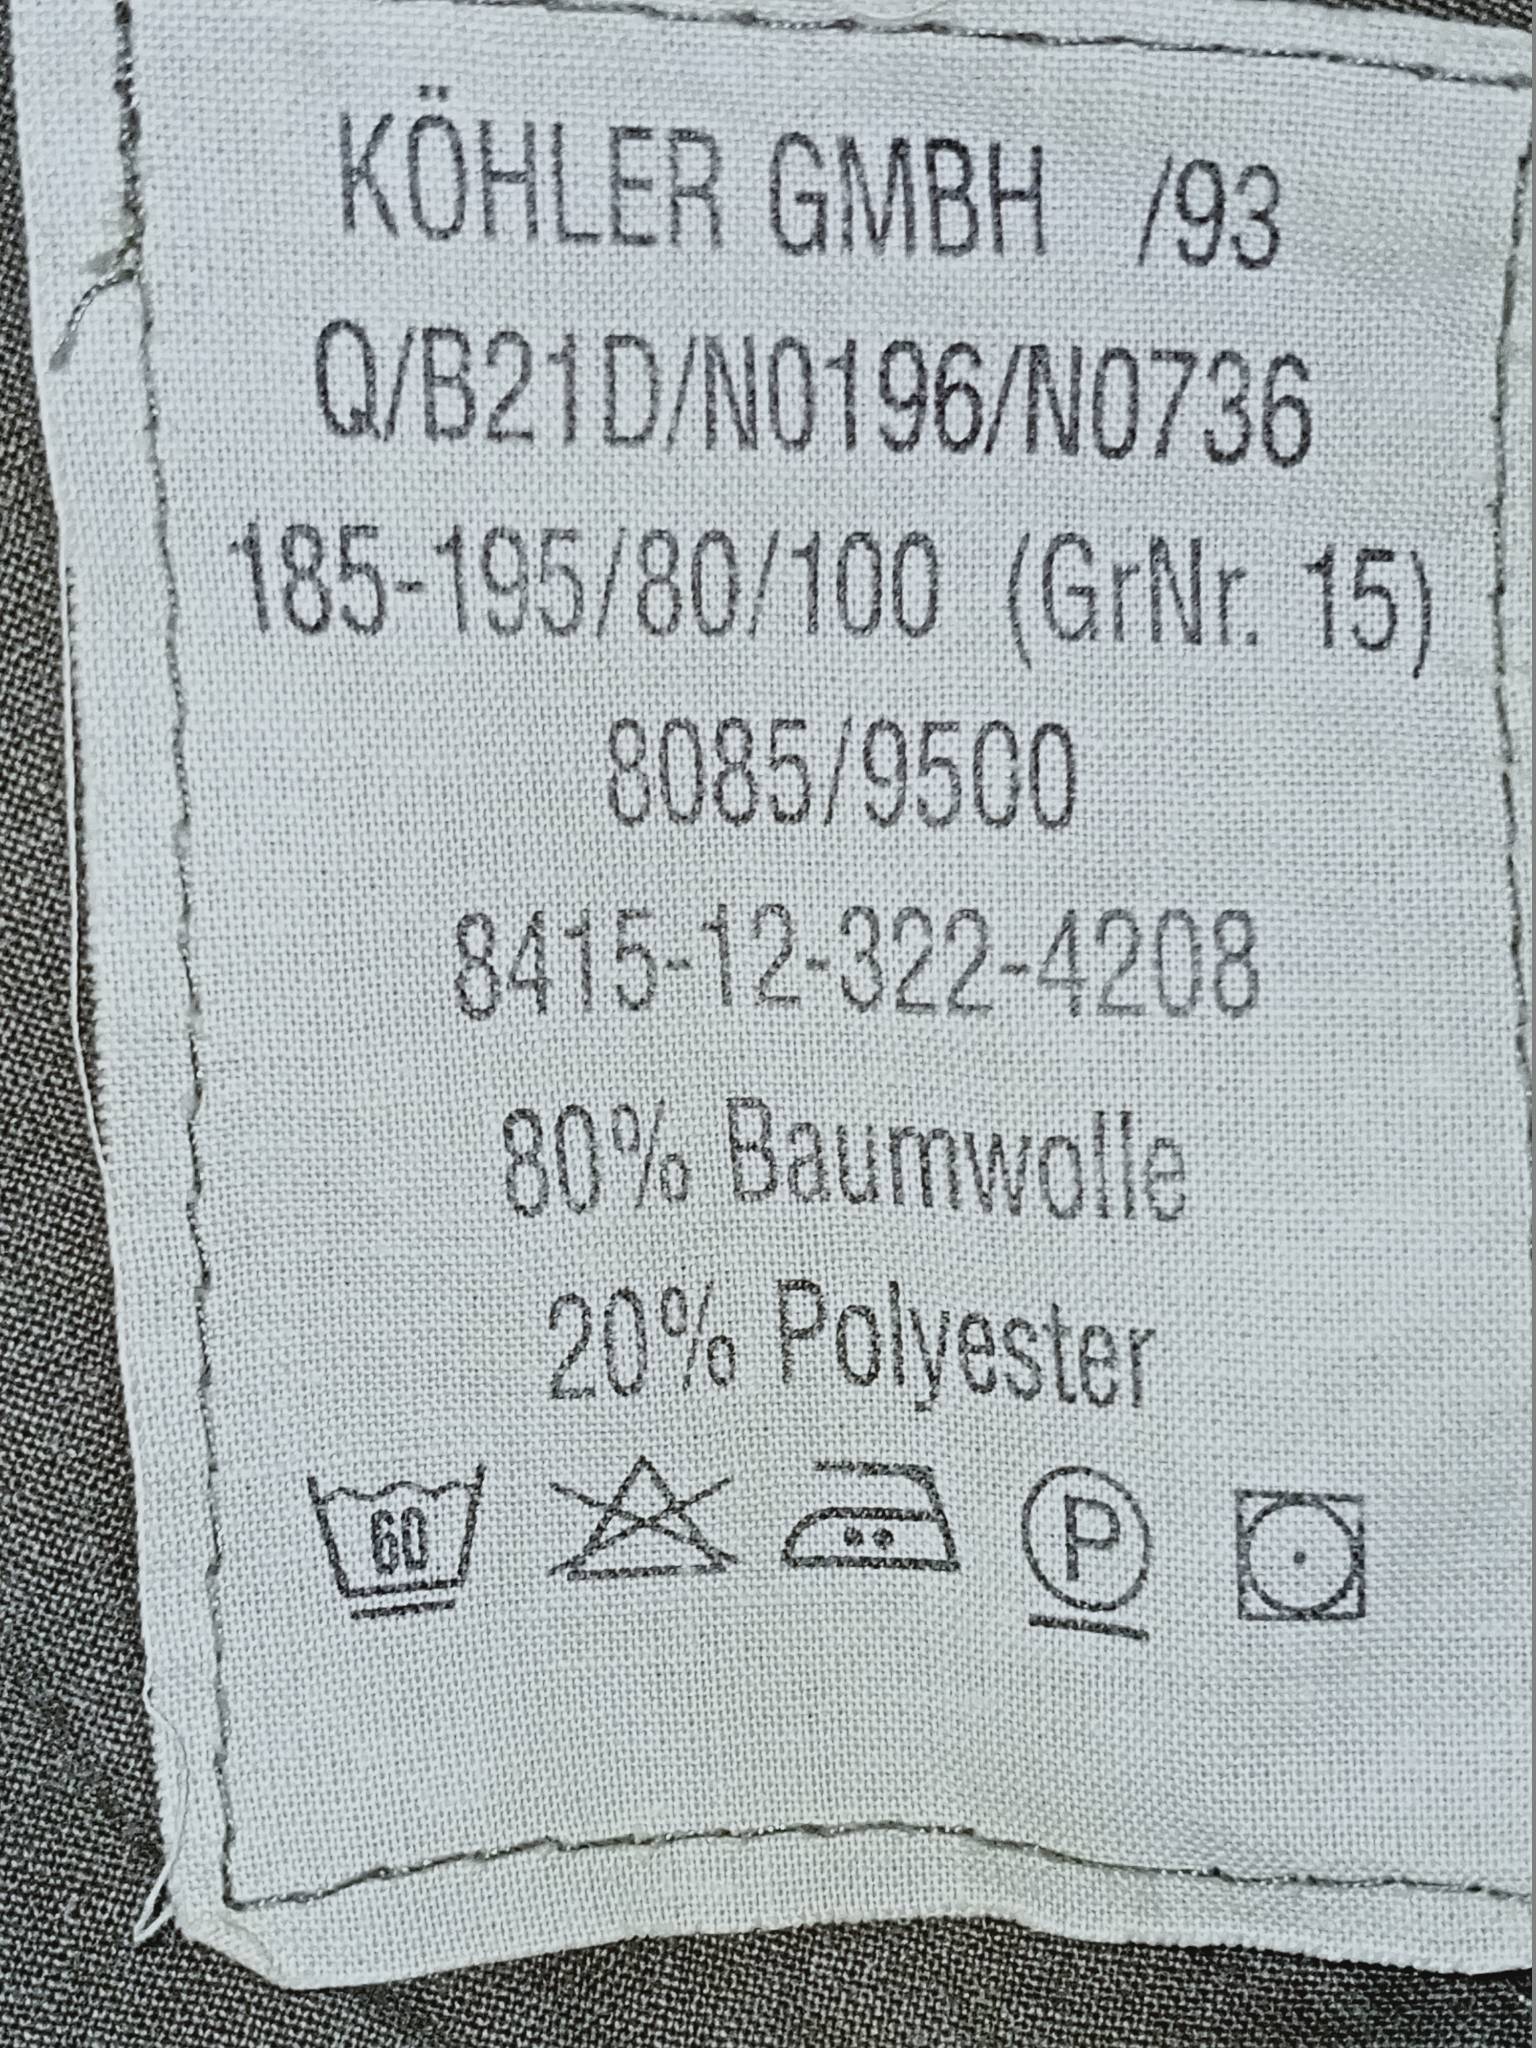 KÖHLER GMBH /93
Q/B21D/N0196/N0736
185-195/80/100 (GrNr. 15)
8085/9500
8415-12-322-4208
80% Baumwolle
20% Polyester
60 P